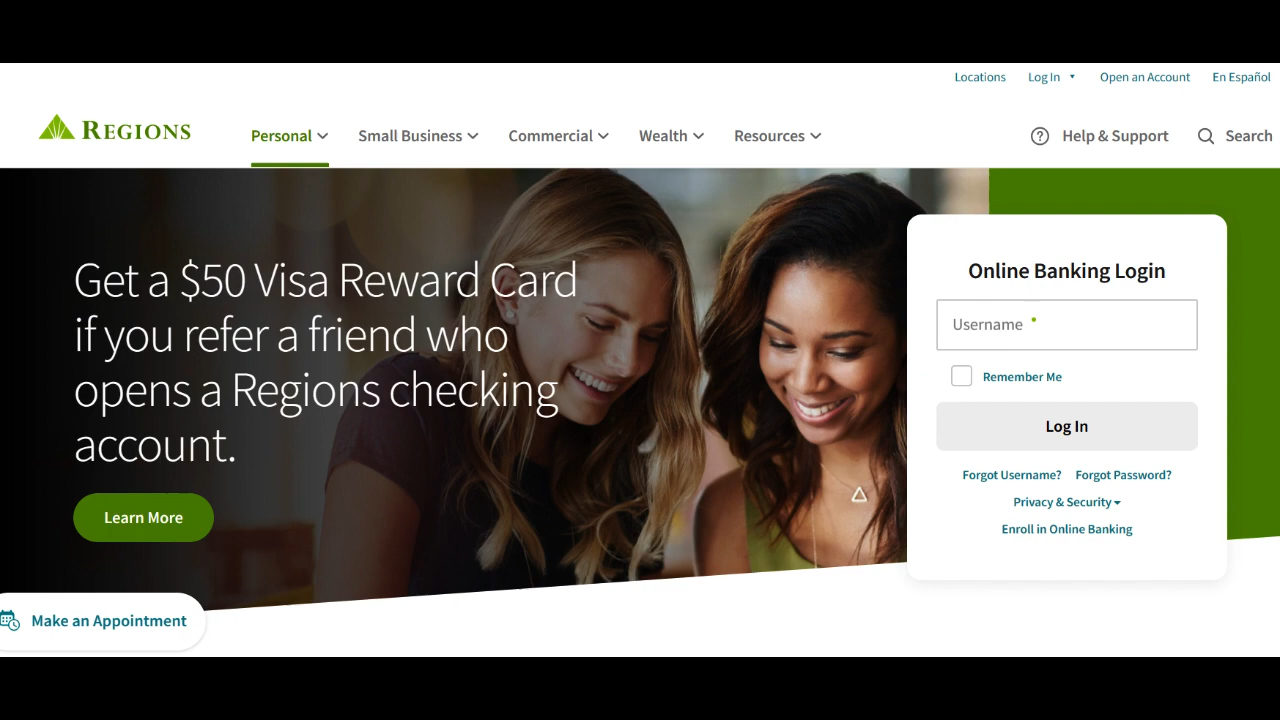 Locations Log In Open an Account En Español
REGIONS Personal Small Business Commercial Wealth Resources Help & Support Search
Get a $50 Visa Reward Card
if you refer a friend who
opens a Regions checking
account.
Learn More
Make an Appointment
Online Banking Login
Username
Remember Me
Log In
Forgot Username? Forgot Password?
Privacy & Security
Enroll in Online Banking